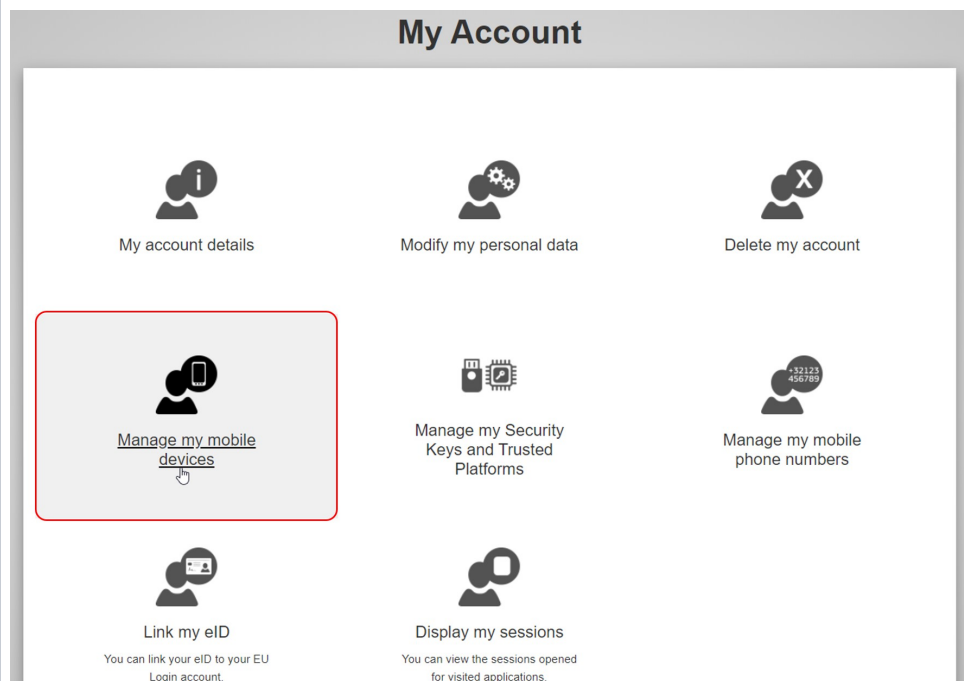 My Account
i
X
My account details
Modify my personal data
Delete my account
+32123
456789
Manage my mobile
devices
Manage my Security
Keys and Trusted
Platforms
Manage my mobile
phone numbers
Link my eID
Display my sessions
You can link your eID to your EU
Login account.
You can view the sessions opened
for visited applications.